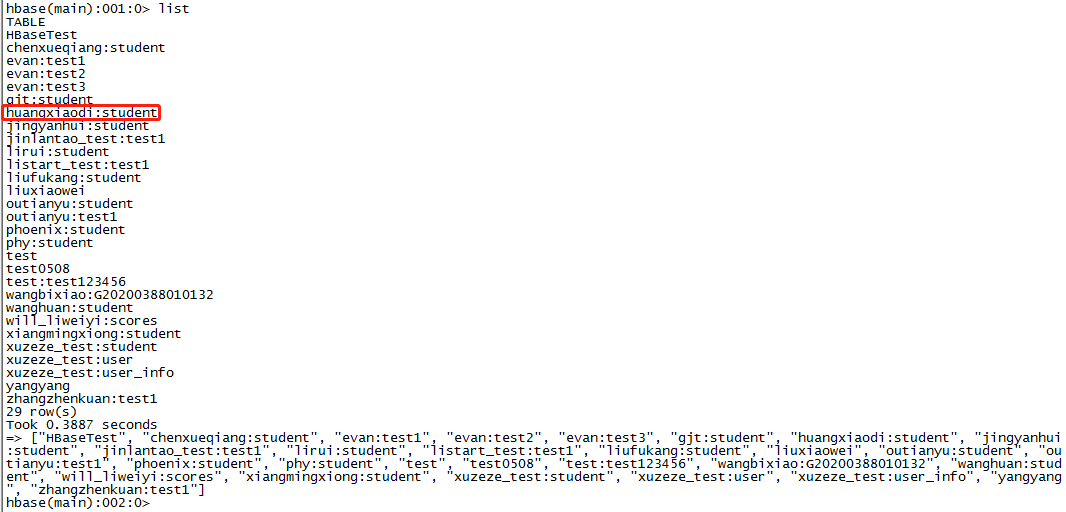 hbase(main):001:0> list
TABLE
HBaseTest
chenxueqiang:student
evan:test1
evan:test2
evan:test3
gjt:student
huangxiaodi:student
jingyanhui:student
jinlantao_test:test1
lirui:student
listart_test:test1
liufukang:student
liuxiaowei
outianyu:student
outianyu:test1
phoenix:student
phy:student
test
test0508
test:test123456
wangbixiao:G20200388010132
wanghuan:student
will_liweiyi:scores
xiangmingxiong:student
xuzeze_test:student
xuzeze_test:user
xuzeze_test:user_info
yangyang
zhangzhenkuan:test1
29 row(s)
Took 0.3887 seconds
=> ["HBaseTest", "chenxueqiang:student", "evan:test1", "evan:test2", "evan:test3", "gjt:student", "huangxiaodi:student", "jingyanhui
:student", "jinlantao_test:test1", "lirui:student", "listart_test:test1", "liufukang:student", "liuxiaowei", "outianyu:student", "ou
tianyu:test1", "phoenix:student", "phy:student", "test", "test0508", "test:test123456", "wangbixiao:G20200388010132", "wanghuan:stud
ent", "will_liweiyi:scores", "xiangmingxiong:student", "xuzeze_test:student", "xuzeze_test:user", "xuzeze_test:user_info", "yangyang
", "zhangzhenkuan:test1"]
hbase(main):002:0>